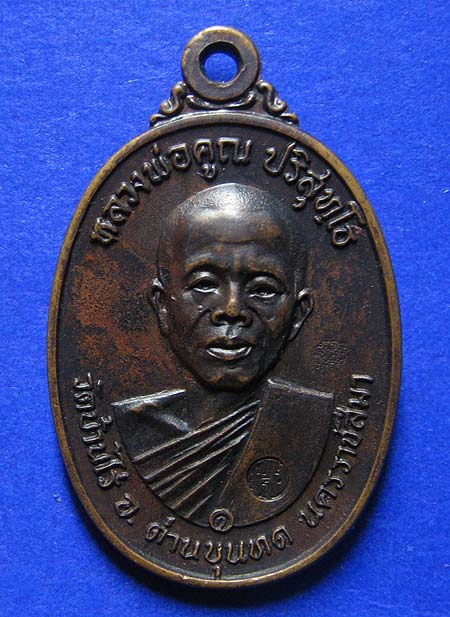 หลวงพ่อคูณ ปริสุทฺโธ
วัดบ้านไร่ อ. ด่านขุนทด นครราชสีมา
๑